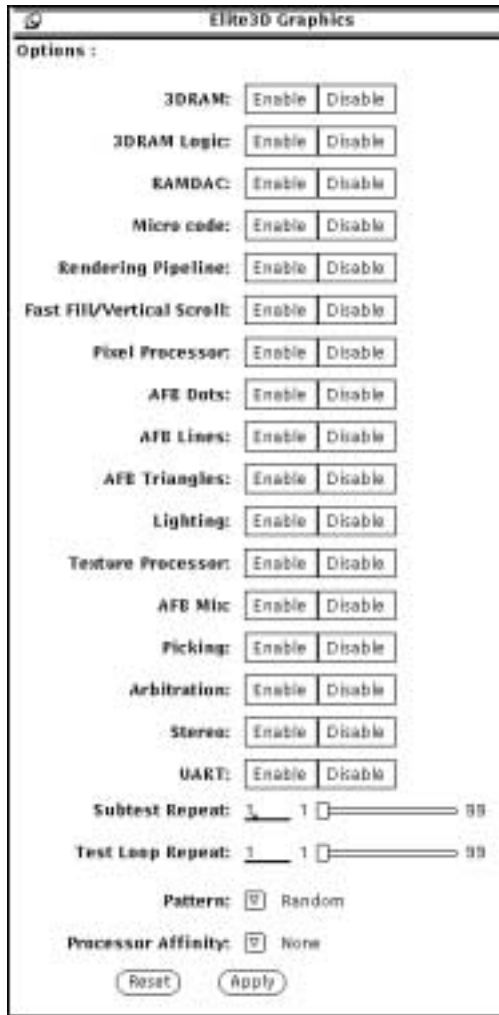 Elite3D Graphics
Options :
3DRAM: Enable Disable
3DRAM Logic: Enable Disable
RAMDAC: Enable Disable
Micro code: Enable Disable
Rendering Pipeline: Enable Disable
Fast Fill/Vertical Scroll: Enable Disable
Pixel Processor: Enable Disable
AFB Dots: Enable Disable
AFB Lines: Enable Disable
AFB Triangles: Enable Disable
Lighting: Enable Disable
Texture Processor: Enable Disable
AFB Misc Enable Disable
Picking: Enable Disable
Arbitration: Enable Disable
Stereo: Enable Disable
UART: Enable Disable
Subtest Repeat: 1 1 99
Test Loop Repeat: 1 1 99
Pattern: Random
Processor Affinity: None
Reset Apply